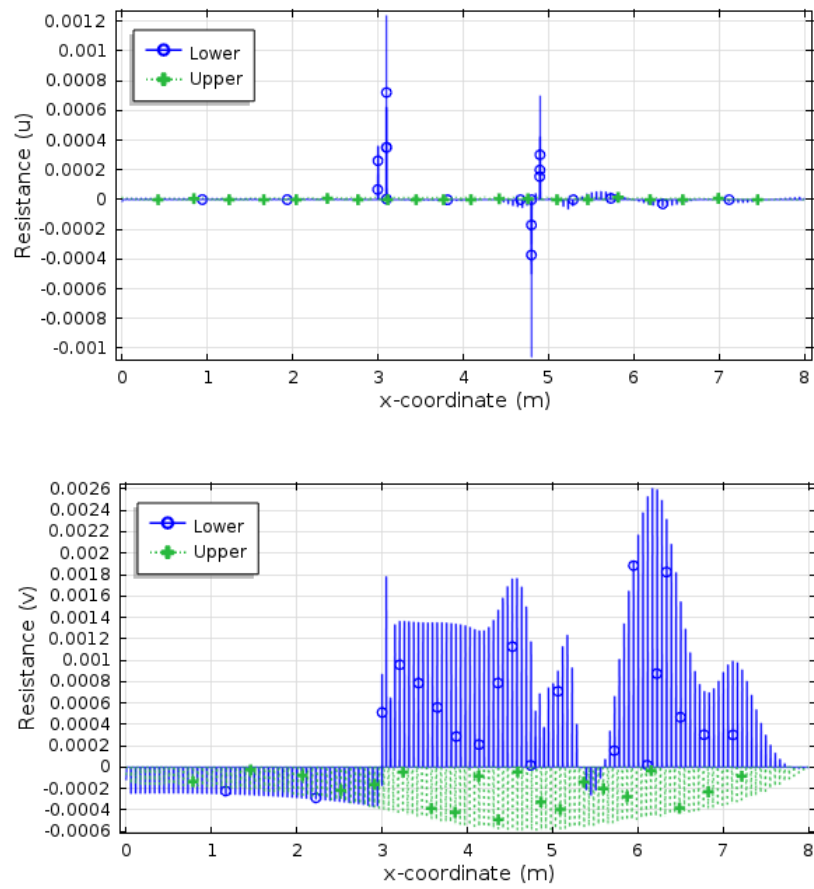 0.0012
0.001
0.0008
0.0006
0.0004
0.0002
0
-0.0002
-0.0004
-0.0006
-0.0008
-0.001
Resistance (u)
Lower
Upper
0 1 2 3 4 5 6 7 8
x-coordinate (m)
0.0026
0.0024
0.0022
0.002
0.0018
0.0016
0.0014
0.0012
0.001
0.0008
0.0006
0.0004
0.0002
0
-0.0002
-0.0004
-0.0006
Resistance (v)
Lower
Upper
0 1 2 3 4 5 6 7 8
x-coordinate (m)